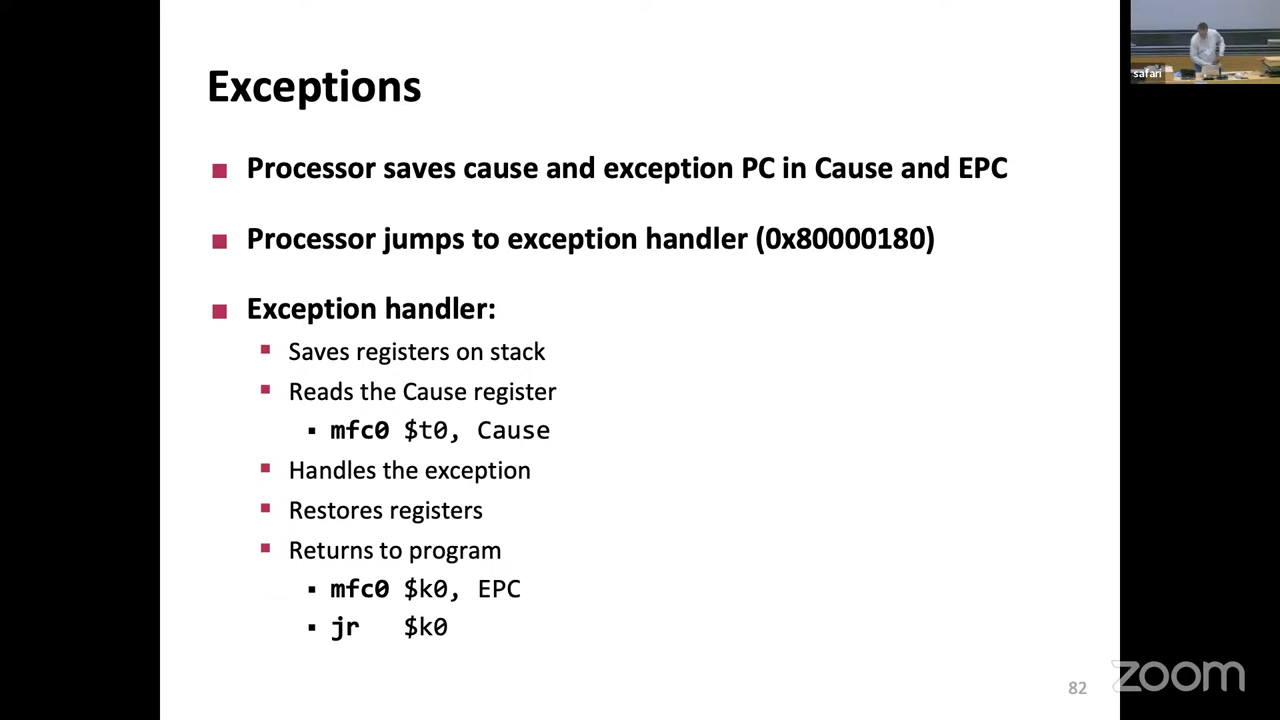 Exceptions
Processor saves cause and exception PC in Cause and EPC
Processor jumps to exception handler (0x80000180)
Exception handler:
Saves registers on stack
Reads the Cause register
mfc0 $t0, Cause
Handles the exception
Restores registers
Returns to program
mfc0 $k0, EPC
jr $k0
82
zoom
safari